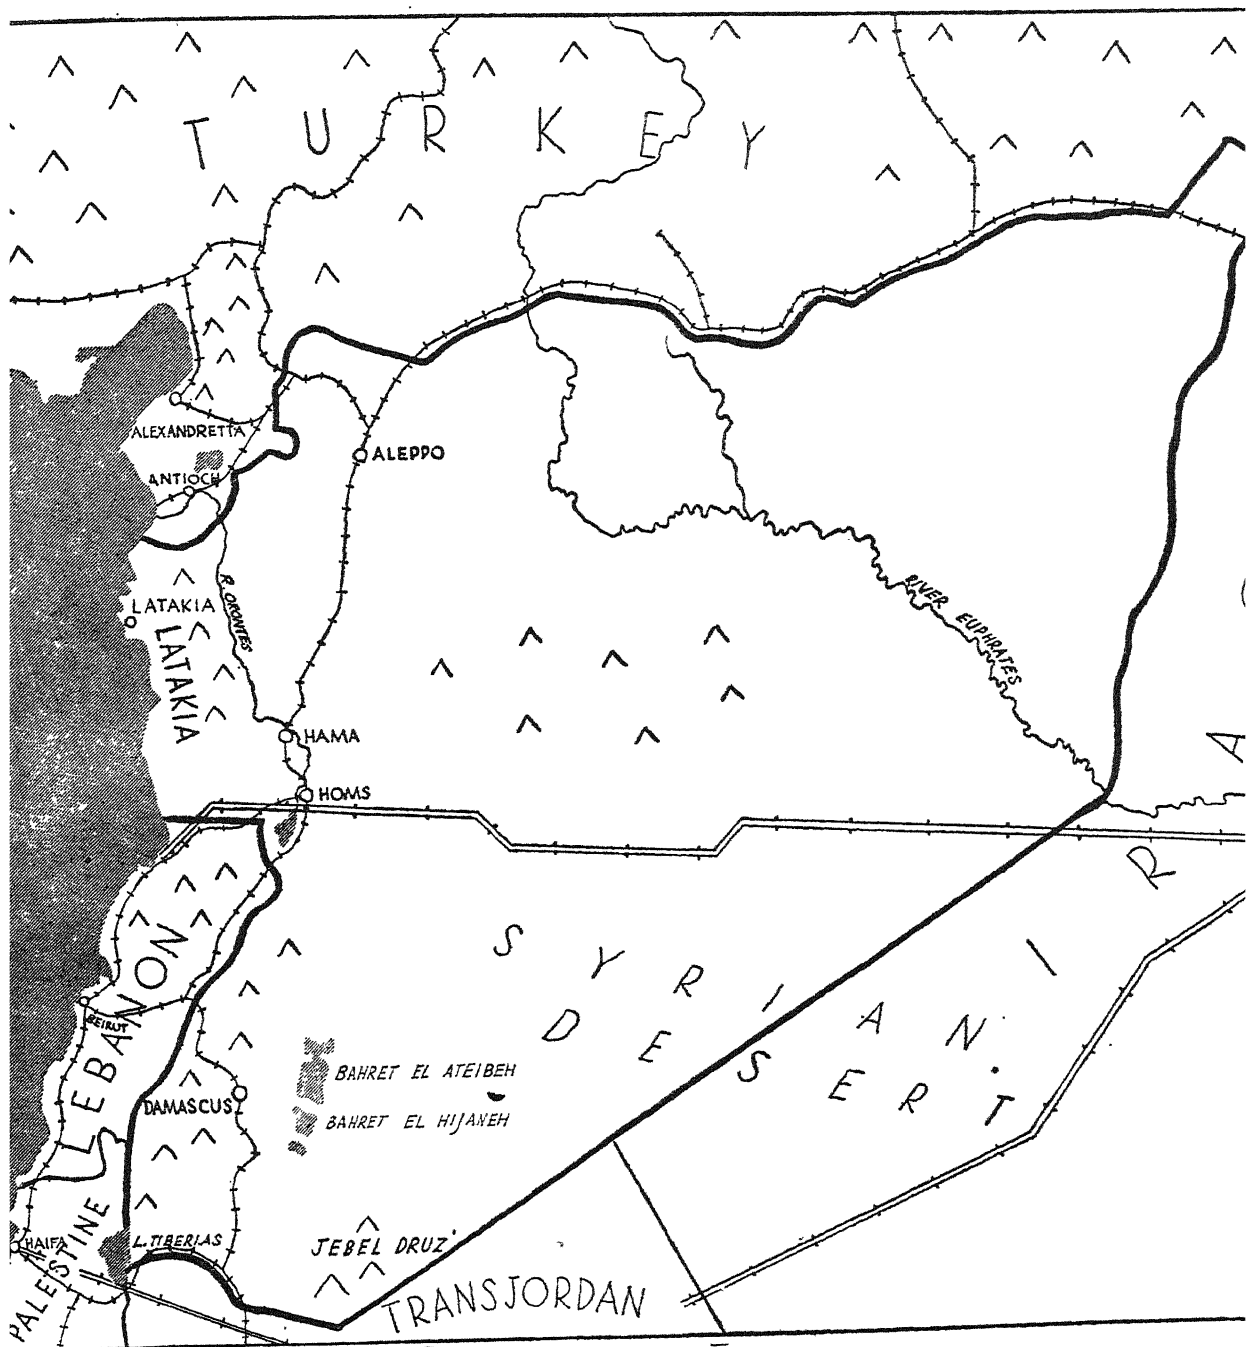 TURKEY
ALEXANDRETTA
ALEPPO
ANTIOCH
R. ORONTES
RIVER EUPHRATES
LATAKIA
LATAKIA
HAMA
HOMS
IRA
SYRIAN
DESERT
LEBANON
BEIRUT
BAHRET EL ATEIBEH
DAMASCUS
BAHRET EL HIJANEH
PALESTINE
HAIFA
L. TIBERIAS
JEBEL DRUZ
TRANSJORDAN